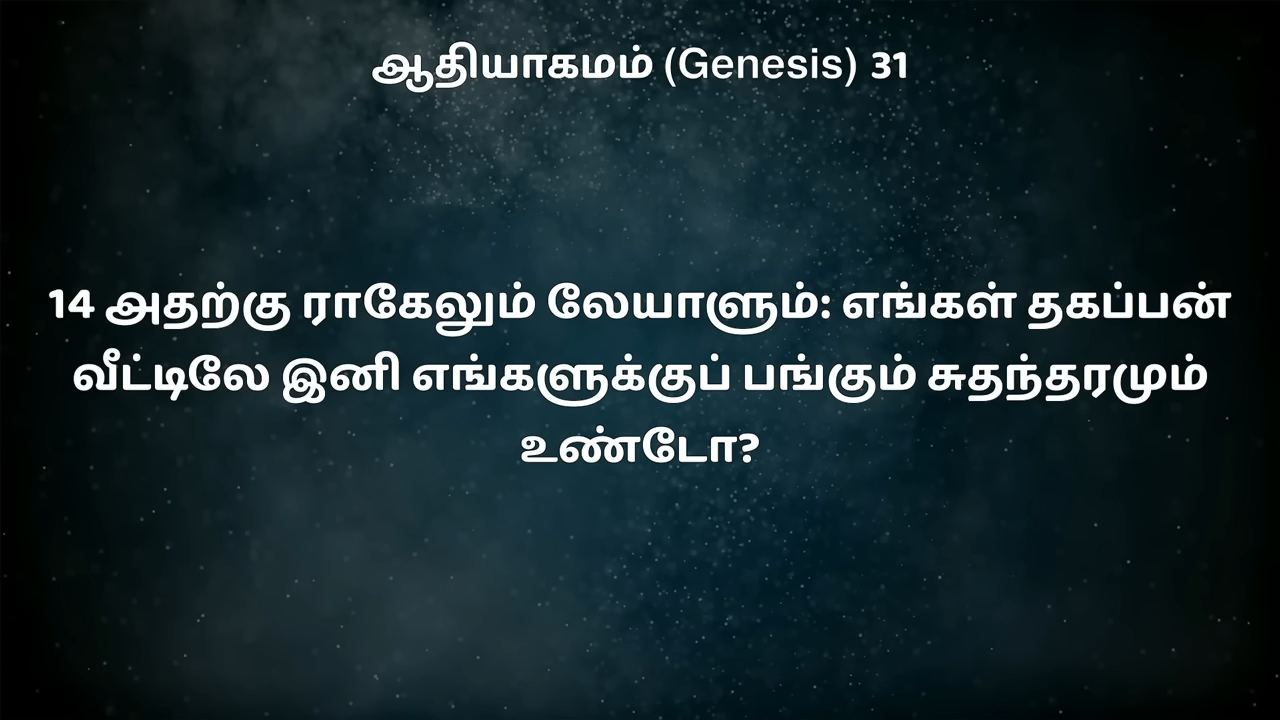 ஆதியாகமம் (Genesis) 31
14 அதற்கு ராகேலும் லேயாளும்: எங்கள் தகப்பன்
வீட்டிலே இனி எங்களுக்குப் பங்கும் சுதந்தரமும்
உண்டோ?